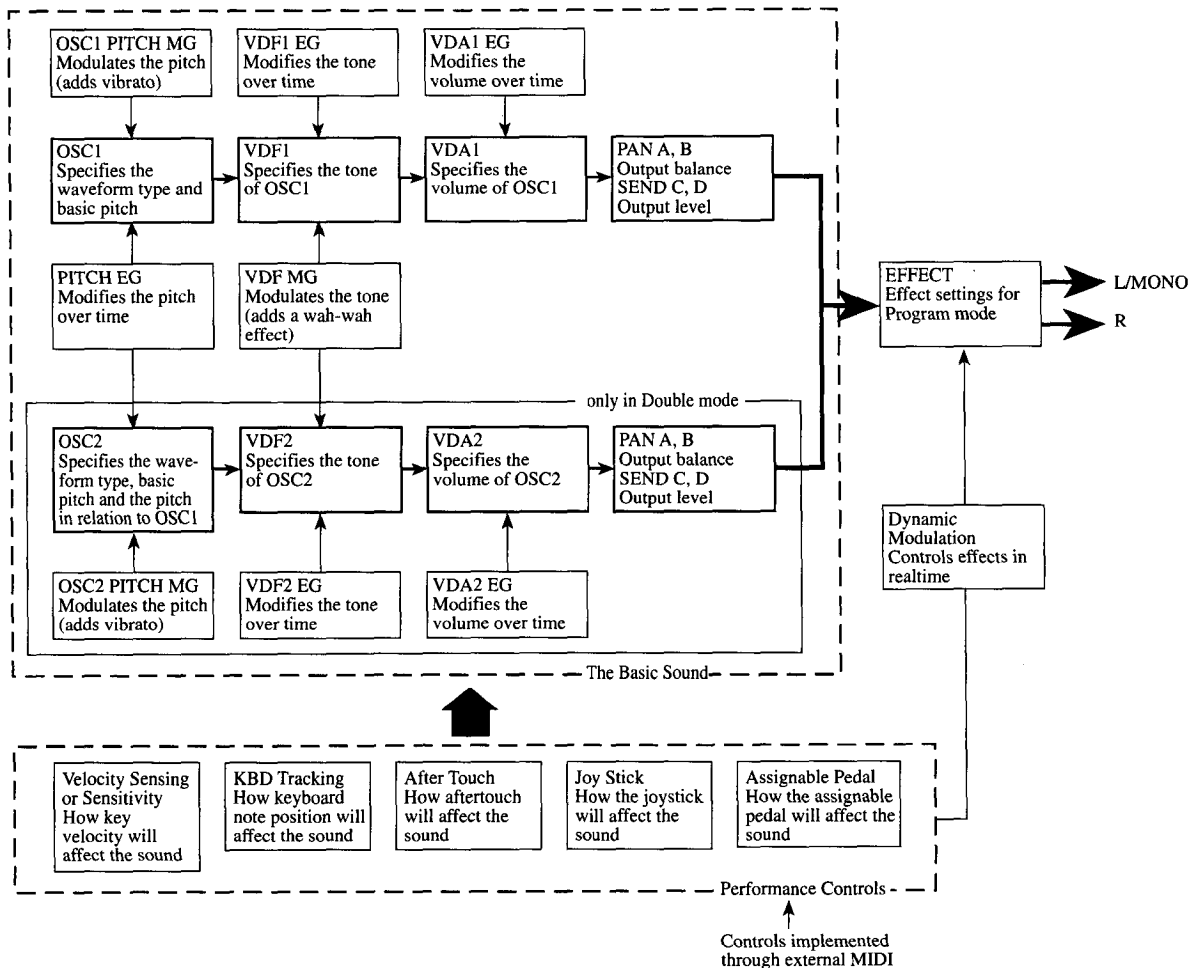 OSC1 PITCH MG
Modulates the pitch
(adds vibrato)
VDF1 EG
Modifies the tone
over time
VDA1 EG
Modifies the
volume over time
OSC1
Specifies the
waveform type and
basic pitch
VDF1
Specifies the tone
of OSC1
VDA1
Specifies the
volume of OSC1
PAN A, B
Output balance
SEND C, D
Output level
PITCH EG
Modifies the pitch
over time
VDF MG
Modulates the tone
(adds a wah-wah
effect)
EFFECT
Effect settings for
Program mode
L/MONO
R
only in Double mode
OSC2
Specifies the wave-
form type, basic
pitch and the pitch
in relation to OSC1
VDF2
Specifies the tone
of OSC2
VDA2
Specifies the
volume of OSC2
PAN A, B
Output balance
SEND C, D
Output level
OSC2 PITCH MG
Modulates the pitch
(adds vibrato)
VDF2 EG
Modifies the tone
over time
VDA2 EG
Modifies the
volume over time
Dynamic
Modulation
Controls effects in
realtime
The Basic Sound
Velocity Sensing
or Sensitivity
How key
velocity will
affect the sound
KBD Tracking
How keyboard
note position will
affect the sound
After Touch
How aftertouch
will affect the
sound
Joy Stick
How the joystick
will affect the
sound
Assignable Pedal
How the assignable
pedal will affect the
sound
Performance Controls
Controls implemented
through external MIDI